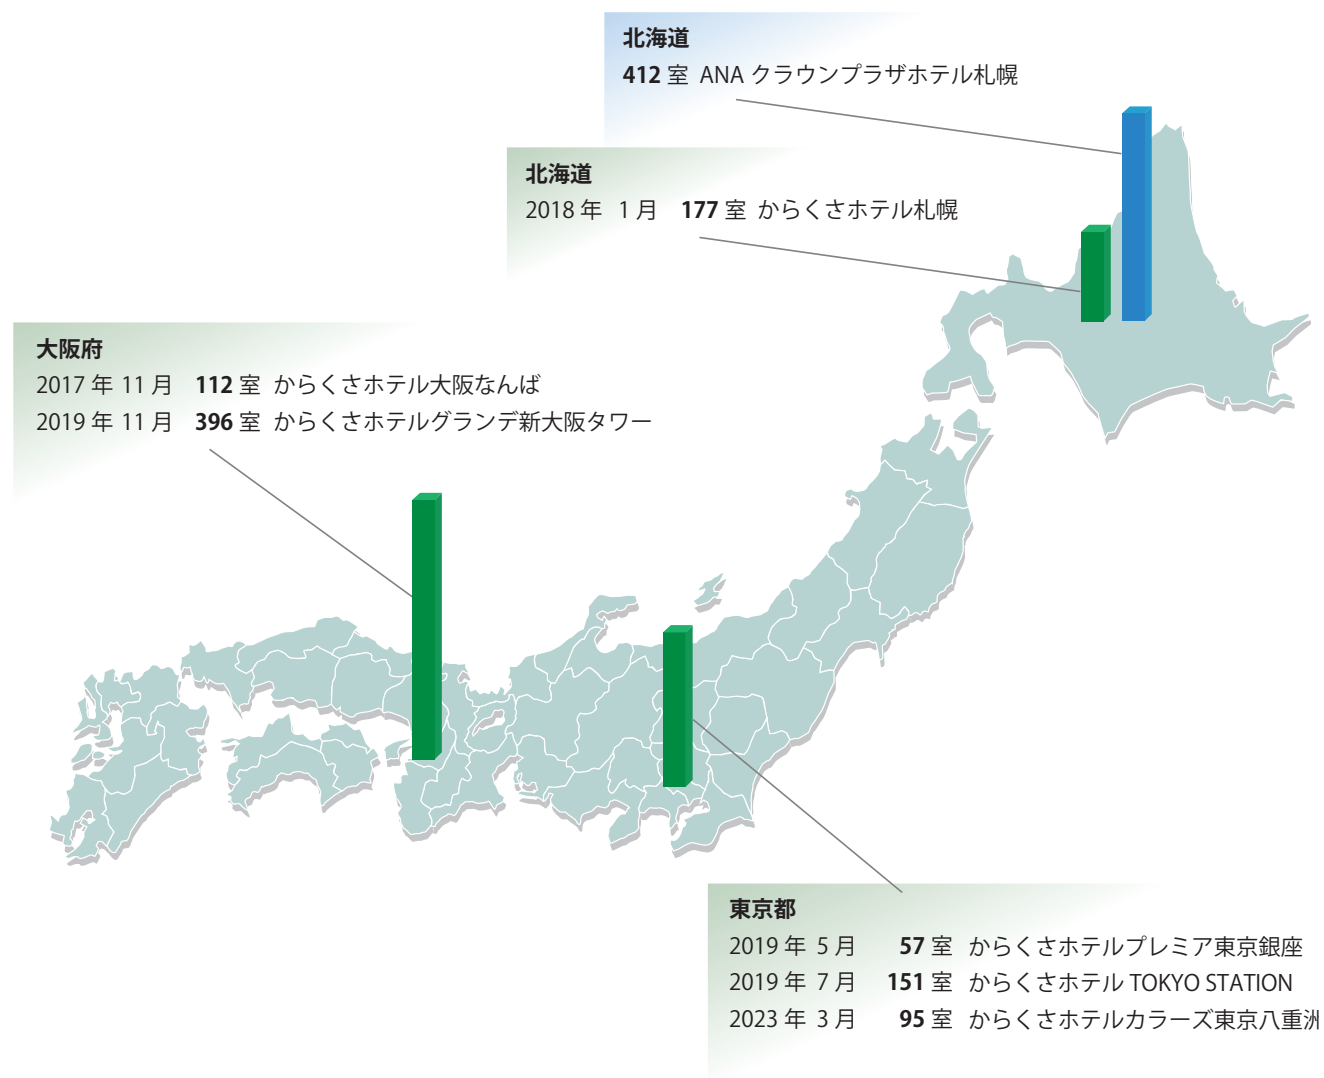 北海道
412 室 ANA クラウンプラザホテル札幌
北海道
2018 年 1 月 177 室 からくさホテル札幌
大阪府
2017 年 11 月 112 室 からくさホテル大阪なんば
2019 年 11 月 396 室 からくさホテルグランデ新大阪タワー
東京都
2019 年 5 月 57 室 からくさホテルプレミア東京銀座
2019 年 7 月 151 室 からくさホテル TOKYO STATION
2023 年 3 月 95 室 からくさホテルカラーズ東京八重洲